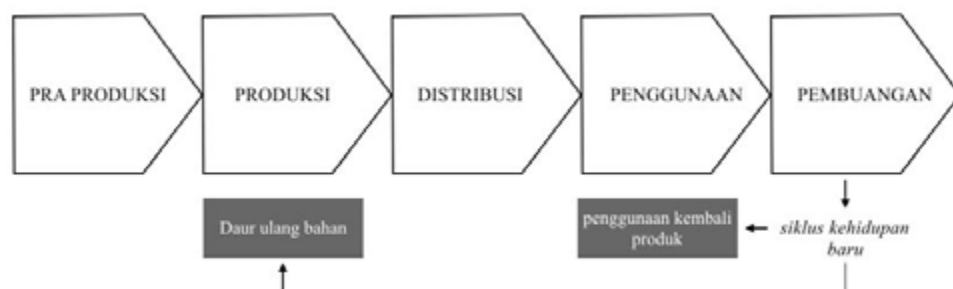 PRA PRODUKSI
PRODUKSI
DISTRIBUSI
PENGGUNAAN
PEMBUANGAN
Daur ulang bahan
penggunaan kembali
produk
siklus kehidupan
baru